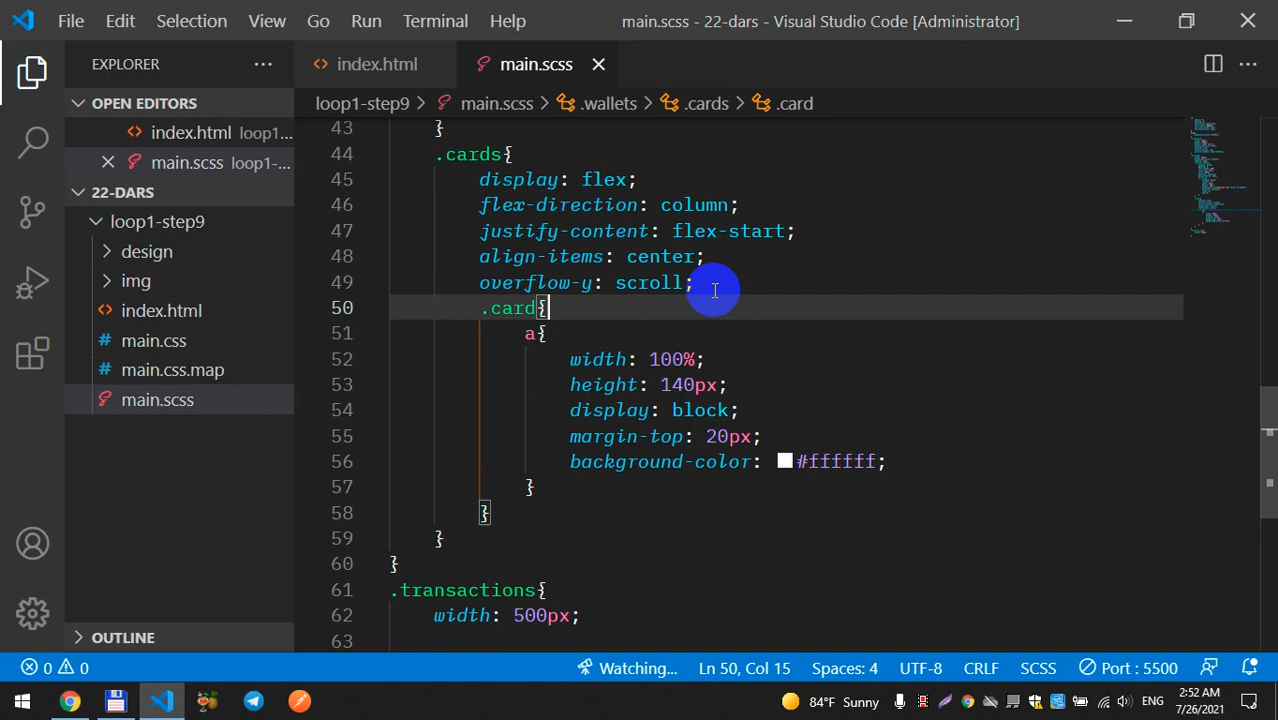 File Edit Selection View Go Run Terminal Help main.scss - 22-dars - Visual Studio Code [Administrator]
EXPLORER
index.html main.scss
OPEN EDITORS
loop1-step9 main.scss .wallets .cards .card
index.html loop1...
main.scss loop1-...
22-DARS
loop1-step9
design
img
index.html
main.css
main.css.map
main.scss
OUTLINE
43 }
44 .cards{
45 display: flex;
46 flex-direction: column;
47 justify-content: flex-start;
48 align-items: center;
49 overflow-y: scroll;
50 .card{
51 a{
52 width: 100%;
53 height: 140px;
54 display: block;
55 margin-top: 20px;
56 background-color: #ffffff;
57 }
58 }
59 }
60 }
61 .transactions{
62 width: 500px;
63
0 0 Watching... Ln 50, Col 15 Spaces: 4 UTF-8 CRLF SCSS Port : 5500
84°F Sunny ENG 2:52 AM
7/26/2021